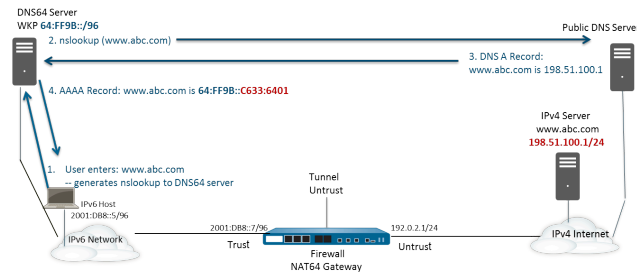 DNS64 Server
WKP 64:FF9B::/96
Public DNS Serve
2. nslookup (www.abc.com)
3. DNS A Record:
www.abc.com is 198.51.100.1
4. AAAA Record: www.abc.com is 64:FF9B::C633:6401
IPv4 Server
www.abc.com
198.51.100.1/24
1. User enters: www.abc.com
-- generates nslookup to DNS64 server
Tunnel
Untrust
IPv6 Host
2001:DB8::5/96
IPv6 Network
2001:DB8::7/96
192.0.2.1/24
IPv4 Internet
Trust
Untrust
Firewall
NAT64 Gateway